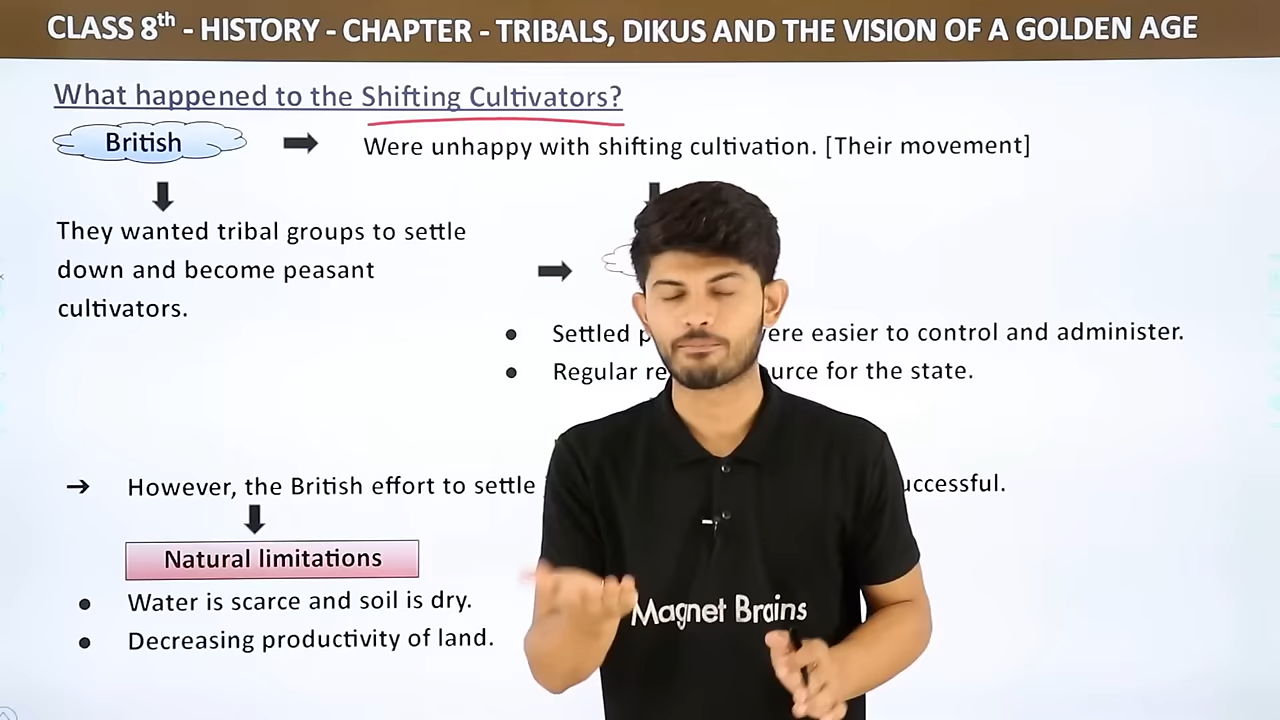 CLASS 8th - HISTORY - CHAPTER - TRIBALS, DIKUS AND THE VISION OF A GOLDEN AGE
What happened to the Shifting Cultivators?
British
Were unhappy with shifting cultivation. [Their movement]
They wanted tribal groups to settle
down and become peasant
cultivators.
• Settled were easier to control and administer.
• Regular for the state.
→ However, the British effort to settle
Natural limitations
• Water is scarce and soil is dry.
• Decreasing productivity of land.
Magnet Brains